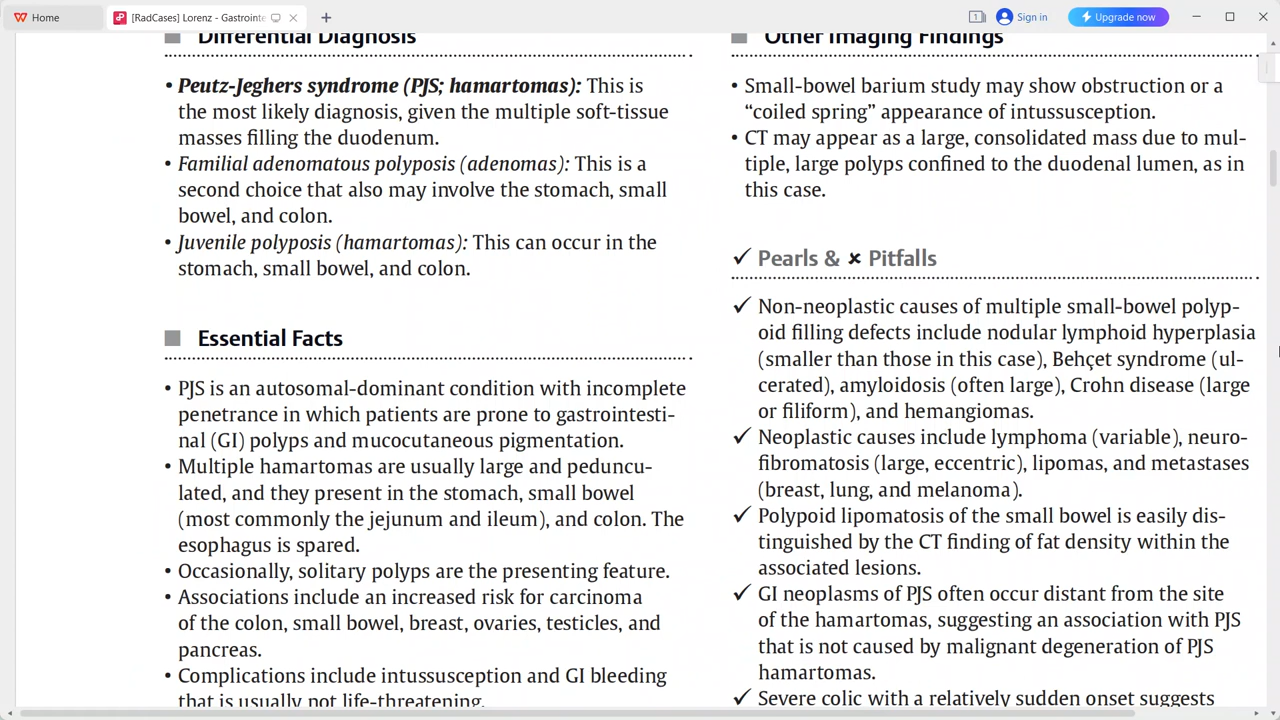 Home
[RadCases] Lorenz - Gastrointe
1
Sign in
Upgrade now
Differential Diagnosis
• Peutz-Jeghers syndrome (PJS; hamartomas): This is
the most likely diagnosis, given the multiple soft-tissue
masses filling the duodenum.
• Familial adenomatous polyposis (adenomas): This is a
second choice that also may involve the stomach, small
bowel, and colon.
• Juvenile polyposis (hamartomas): This can occur in the
stomach, small bowel, and colon.
Essential Facts
• PJS is an autosomal-dominant condition with incomplete
penetrance in which patients are prone to gastrointesti-
nal (GI) polyps and mucocutaneous pigmentation.
• Multiple hamartomas are usually large and peduncu-
lated, and they present in the stomach, small bowel
(most commonly the jejunum and ileum), and colon. The
esophagus is spared.
• Occasionally, solitary polyps are the presenting feature.
• Associations include an increased risk for carcinoma
of the colon, small bowel, breast, ovaries, testicles, and
pancreas.
• Complications include intussusception and GI bleeding
that is usually not life-threatening.
Other Imaging Findings
• Small-bowel barium study may show obstruction or a
“coiled spring” appearance of intussusception.
• CT may appear as a large, consolidated mass due to mul-
tiple, large polyps confined to the duodenal lumen, as in
this case.
✓ Pearls & ✗ Pitfalls
✓ Non-neoplastic causes of multiple small-bowel polyp-
oid filling defects include nodular lymphoid hyperplasia
(smaller than those in this case), Behçet syndrome (ul-
cerated), amyloidosis (often large), Crohn disease (large
or filiform), and hemangiomas.
✓ Neoplastic causes include lymphoma (variable), neuro-
fibromatosis (large, eccentric), lipomas, and metastases
(breast, lung, and melanoma).
✓ Polypoid lipomatosis of the small bowel is easily dis-
tinguished by the CT finding of fat density within the
associated lesions.
✓ GI neoplasms of PJS often occur distant from the site
of the hamartomas, suggesting an association with PJS
that is not caused by malignant degeneration of PJS
hamartomas.
✓ Severe colic with a relatively sudden onset suggests